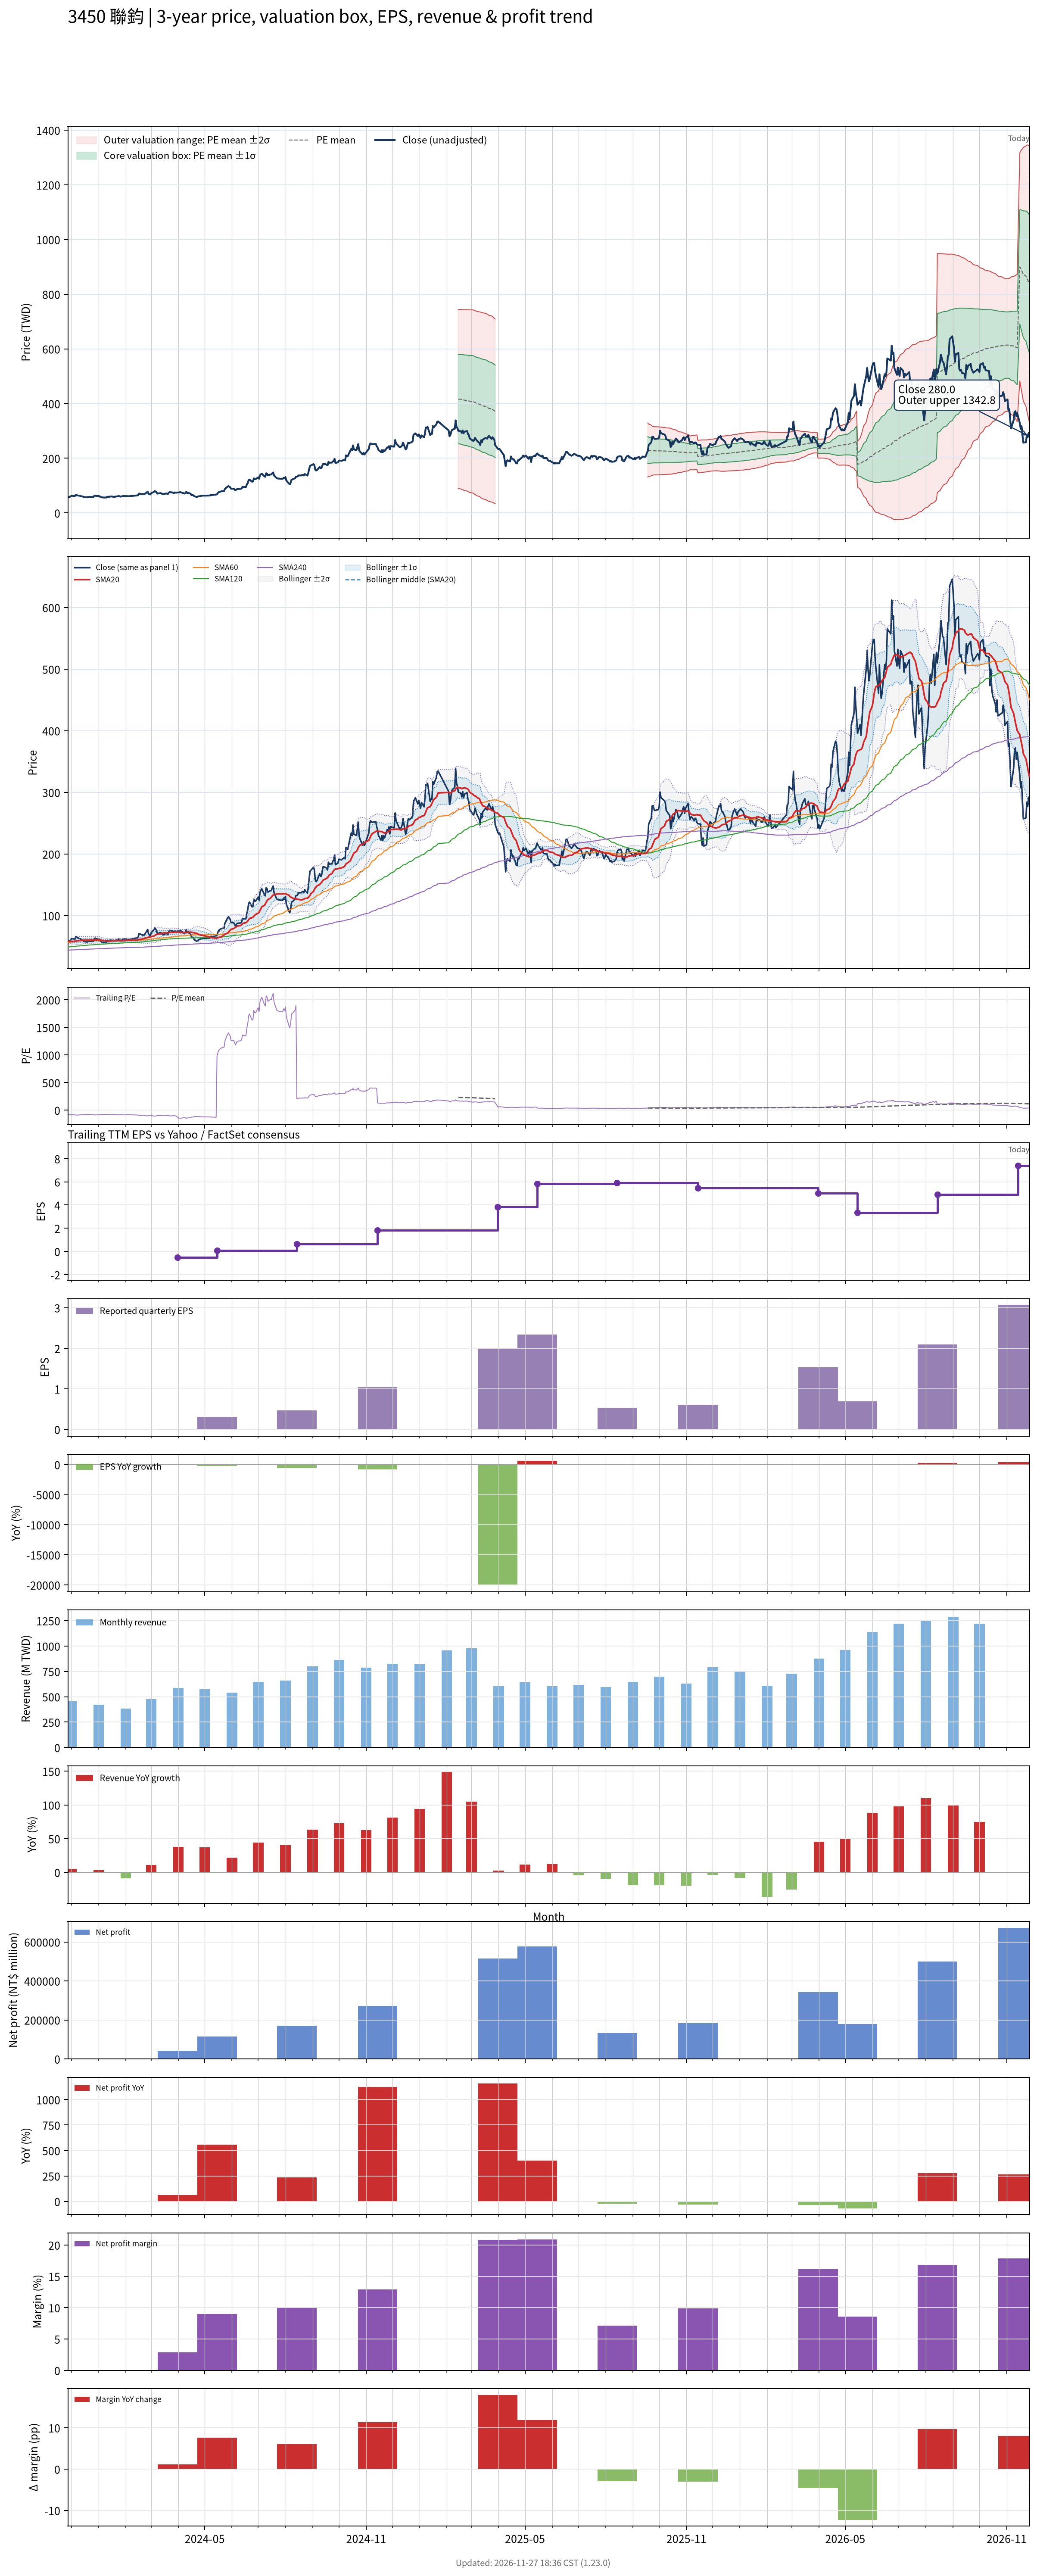 3450 聯鈞 | 3-year price, valuation box, EPS, revenue & profit trend
Outer valuation range: PE mean ±2σ
PE mean
Close (unadjusted)
Core valuation box: PE mean ±1σ
Today
Close 280.0
Outer upper 1342.8
Price (TWD)
1400
1200
1000
800
600
400
200
0
Close (same as panel 1)
SMA20
SMA60
SMA120
SMA240
Bollinger ±2σ
Bollinger ±1σ
Bollinger middle (SMA20)
Price
600
500
400
300
200
100
Trailing P/E
P/E mean
P/E
2000
1500
1000
500
0
Trailing TTM EPS vs Yahoo / FactSet consensus
Today
EPS
8
6
4
2
0
-2
Reported quarterly EPS
EPS
3
2
1
0
EPS YoY growth
YoY (%)
0
-5000
-10000
-15000
-20000
Monthly revenue
Revenue (M TWD)
1250
1000
750
500
250
0
Revenue YoY growth
YoY (%)
150
100
50
0
Month
Net profit
Net profit (NT$ million)
600000
400000
200000
0
Net profit YoY
YoY (%)
1000
750
500
250
0
Net profit margin
Margin (%)
20
15
10
5
0
Margin YoY change
Δ margin (pp)
10
0
-10
2024-05
2024-11
2025-05
2025-11
2026-05
2026-11
Updated: 2026-11-27 18:36 CST (1.23.0)